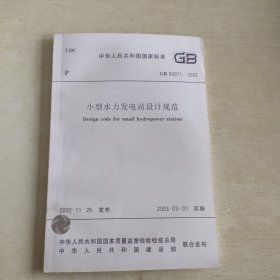 UDC
中华人民共和国国家标准
GB
P
GB 50071-2002
小型水力发电站设计规范
Design code for small hydropower station
2002-11-26 发布
2003-03-01 实施
中华人民共和国国家质量监督检验检疫总局
中华人民共和国建设部
联合发布